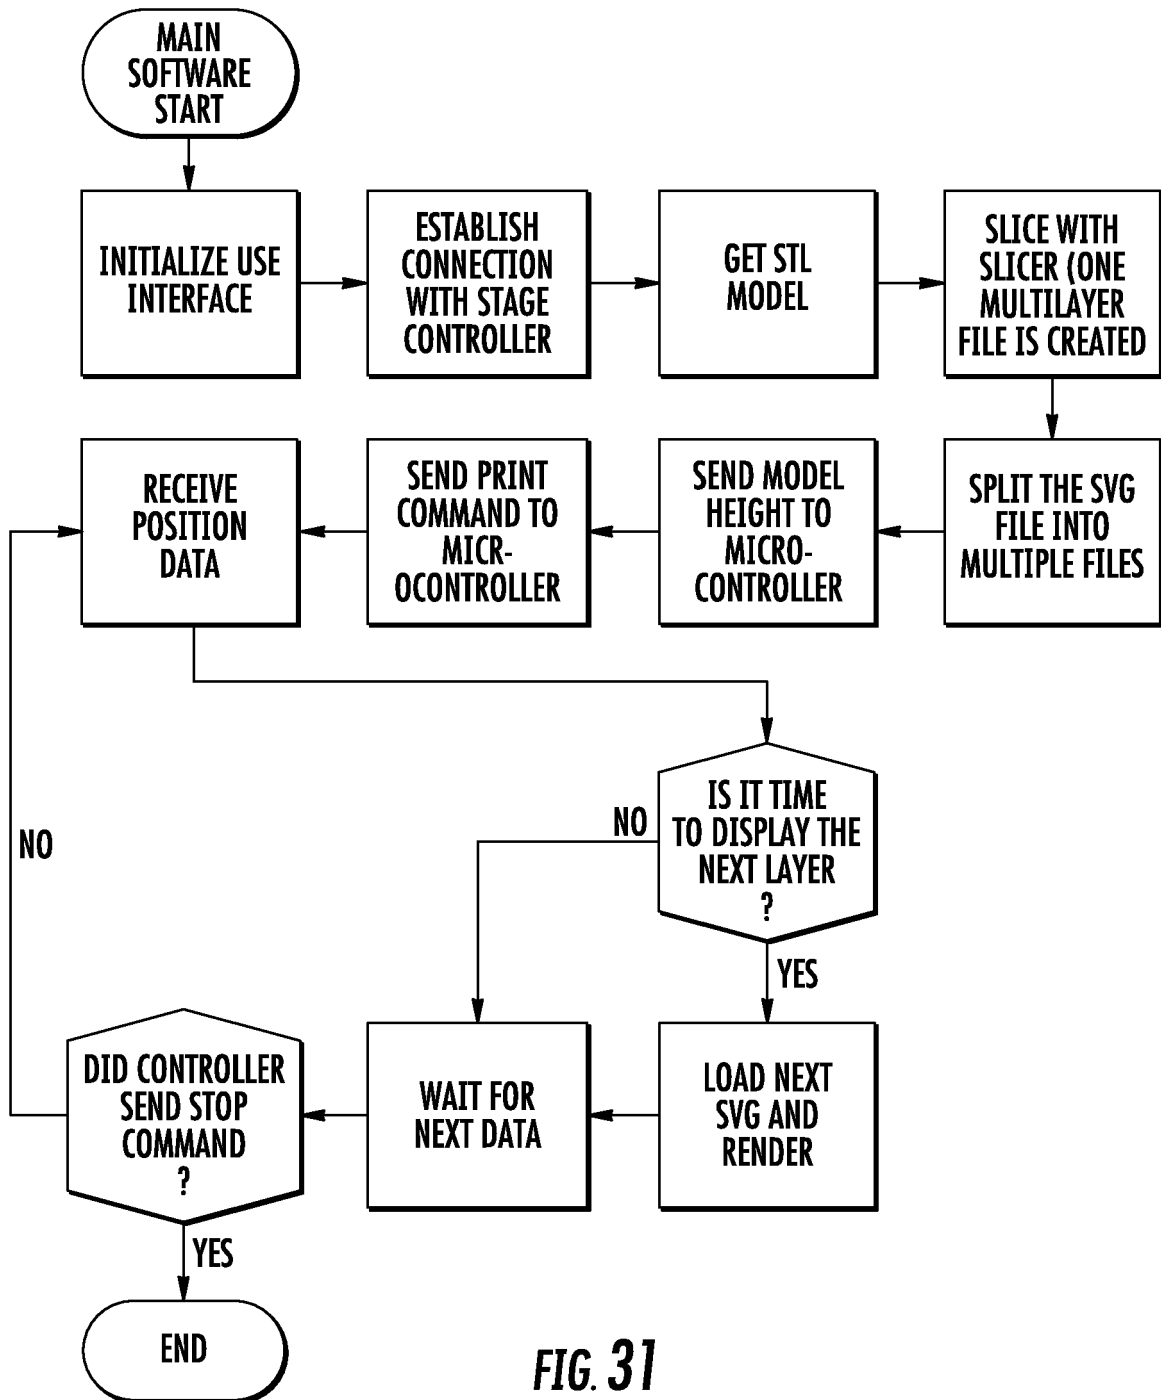 MAIN
SOFTWARE
START
INITIALIZE USE
INTERFACE
ESTABLISH
CONNECTION
WITH STAGE
CONTROLLER
GET STL
MODEL
SLICE WITH
SLICER (ONE
MULTILAYER
FILE IS CREATED
SPLIT THE SVG
FILE INTO
MULTIPLE FILES
SEND MODEL
HEIGHT TO
MICRO-
CONTROLLER
SEND PRINT
COMMAND TO
MICR-
OCONTROLLER
RECEIVE
POSITION
DATA
IS IT TIME
TO DISPLAY THE
NEXT LAYER
?
NO
YES
LOAD NEXT
SVG AND
RENDER
WAIT FOR
NEXT DATA
DID CONTROLLER
SEND STOP
COMMAND
?
NO
YES
END
FIG. 31